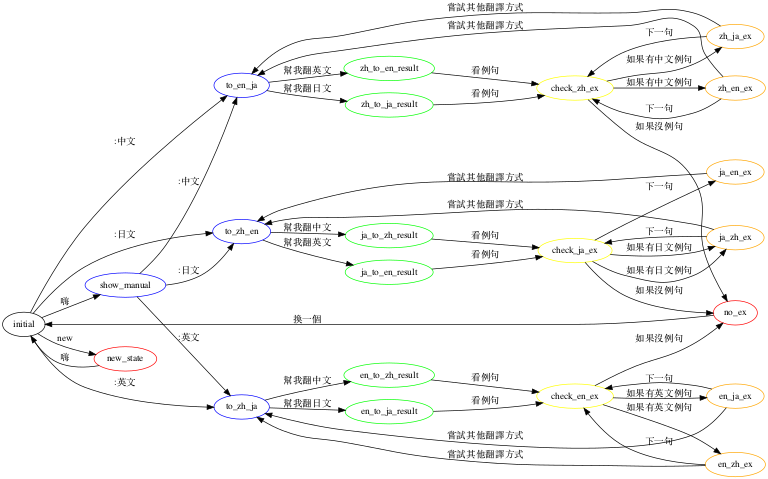 嘗試其他翻譯方式
嘗試其他翻譯方式
下一句
zh_ja_ex
如果有中文例句
to_en_ja
幫我翻英文
zh_to_en_result
看例句
check_zh_ex
如果有中文例句
zh_en_ex
幫我翻日文
zh_to_ja_result
看例句
下一句
如果沒例句
:中文
:中文
嘗試其他翻譯方式
下一句
ja_en_ex
嘗試其他翻譯方式
:日文
to_zh_en
幫我翻中文
ja_to_zh_result
看例句
下一句
ja_zh_ex
幫我翻英文
check_ja_ex
如果有日文例句
看例句
:日文
ja_to_en_result
如果有日文例句
show_manual
如果沒例句
嗨
換一個
no_ex
initial
new
:英文
如果沒例句
嗨
new_state
:英文
幫我翻中文
en_to_zh_result
看例句
下一句
check_en_ex
如果有英文例句
en_ja_ex
to_zh_ja
幫我翻日文
en_to_ja_result
看例句
如果有英文例句
嘗試其他翻譯方式
下一句
嘗試其他翻譯方式
en_zh_ex